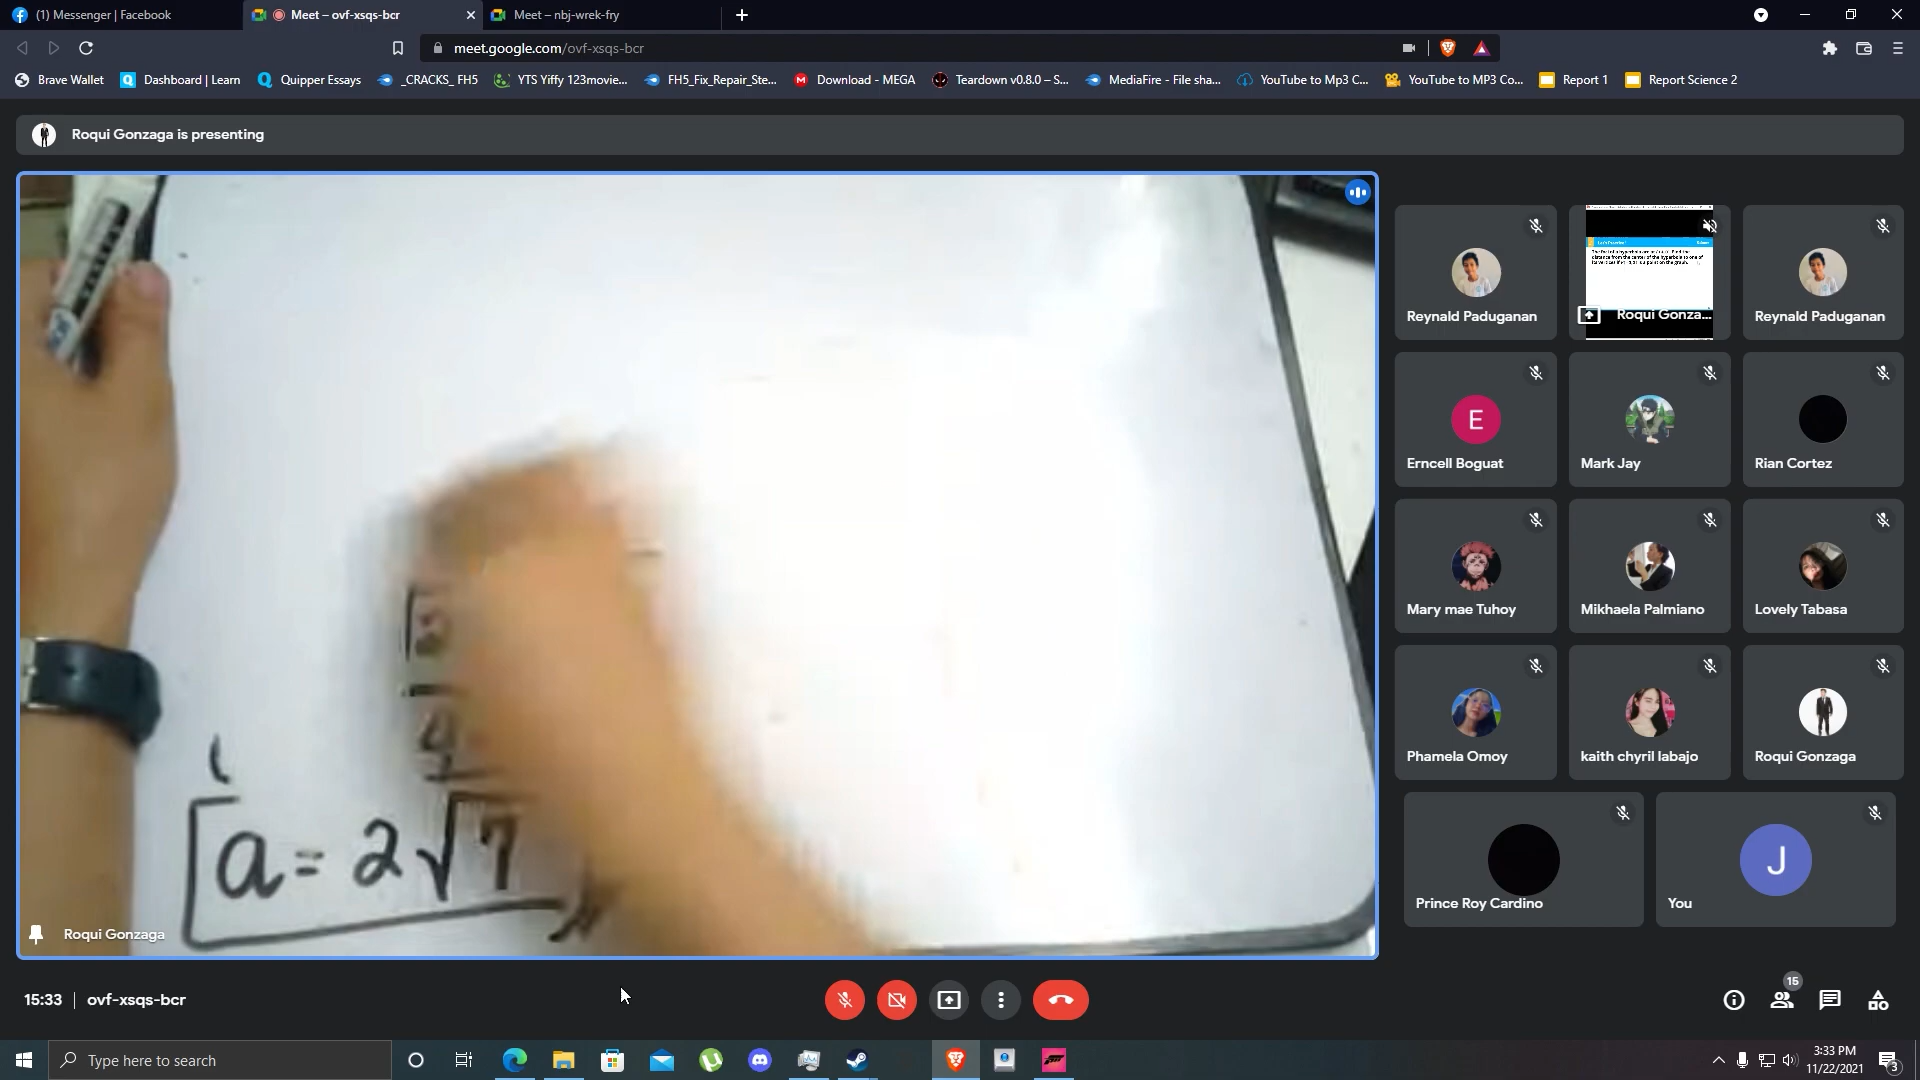 (1) Messenger | Facebook
Meet – ovf-xsqs-bcr
Meet – nbj-wrek-fry
meet.google.com/ovf-xsqs-bcr
Brave Wallet
Dashboard | Learn
Quipper Essays
_CRACKS_ FH5
YTS Yiffy 123movie...
FH5_Fix_Repair_Ste...
Download - MEGA
Teardown v0.8.0 – S...
MediaFire - File sha...
YouTube to Mp3 C...
YouTube to MP3 Co...
Report 1
Report Science 2
Roqui Gonzaga is presenting
Reynald Paduganan
Roqui Gonza...
Reynald Paduganan
E
Erncell Boguat
Mark Jay
Rian Cortez
Mary mae Tuhoy
Mikhaela Palmiano
Lovely Tabasa
Phamela Omoy
kaith chyril labajo
Roqui Gonzaga
Prince Roy Cardino
J
You
a = 2√7
Roqui Gonzaga
15:33 | ovf-xsqs-bcr
15
Type here to search
3:33 PM
11/22/2021
3